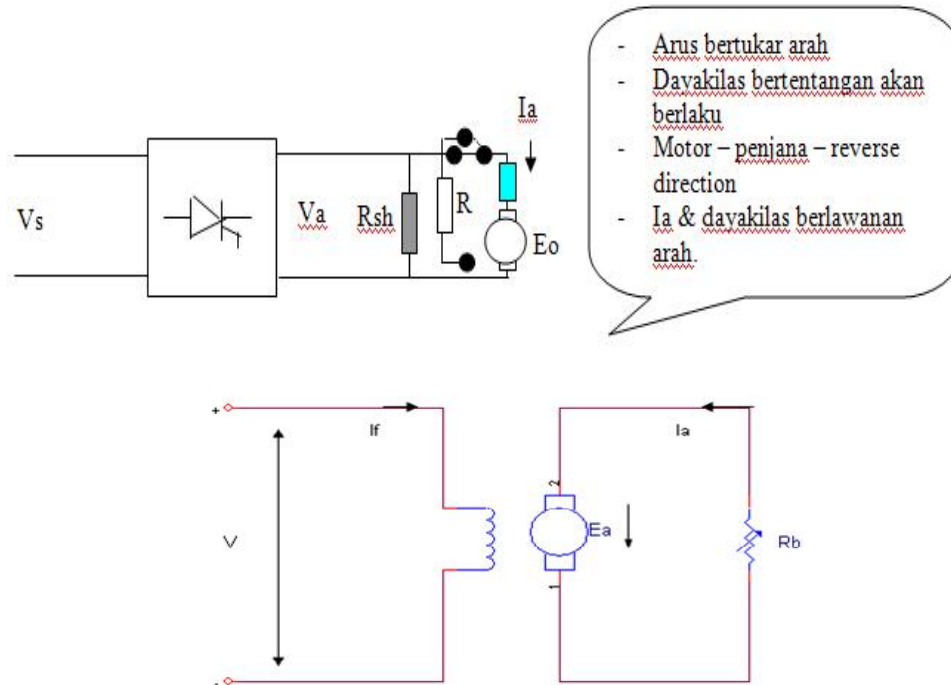 - Arus bertukar arah
- Dayakilas bertentangan akan
berlaku
- Motor – penjana – reverse
direction
- Ia & dayakilas berlawanan
arah.
Ia
Vs
Va
Rsh
R
Eo
+
If
Ia
V
2
Ea
1
Rb
-